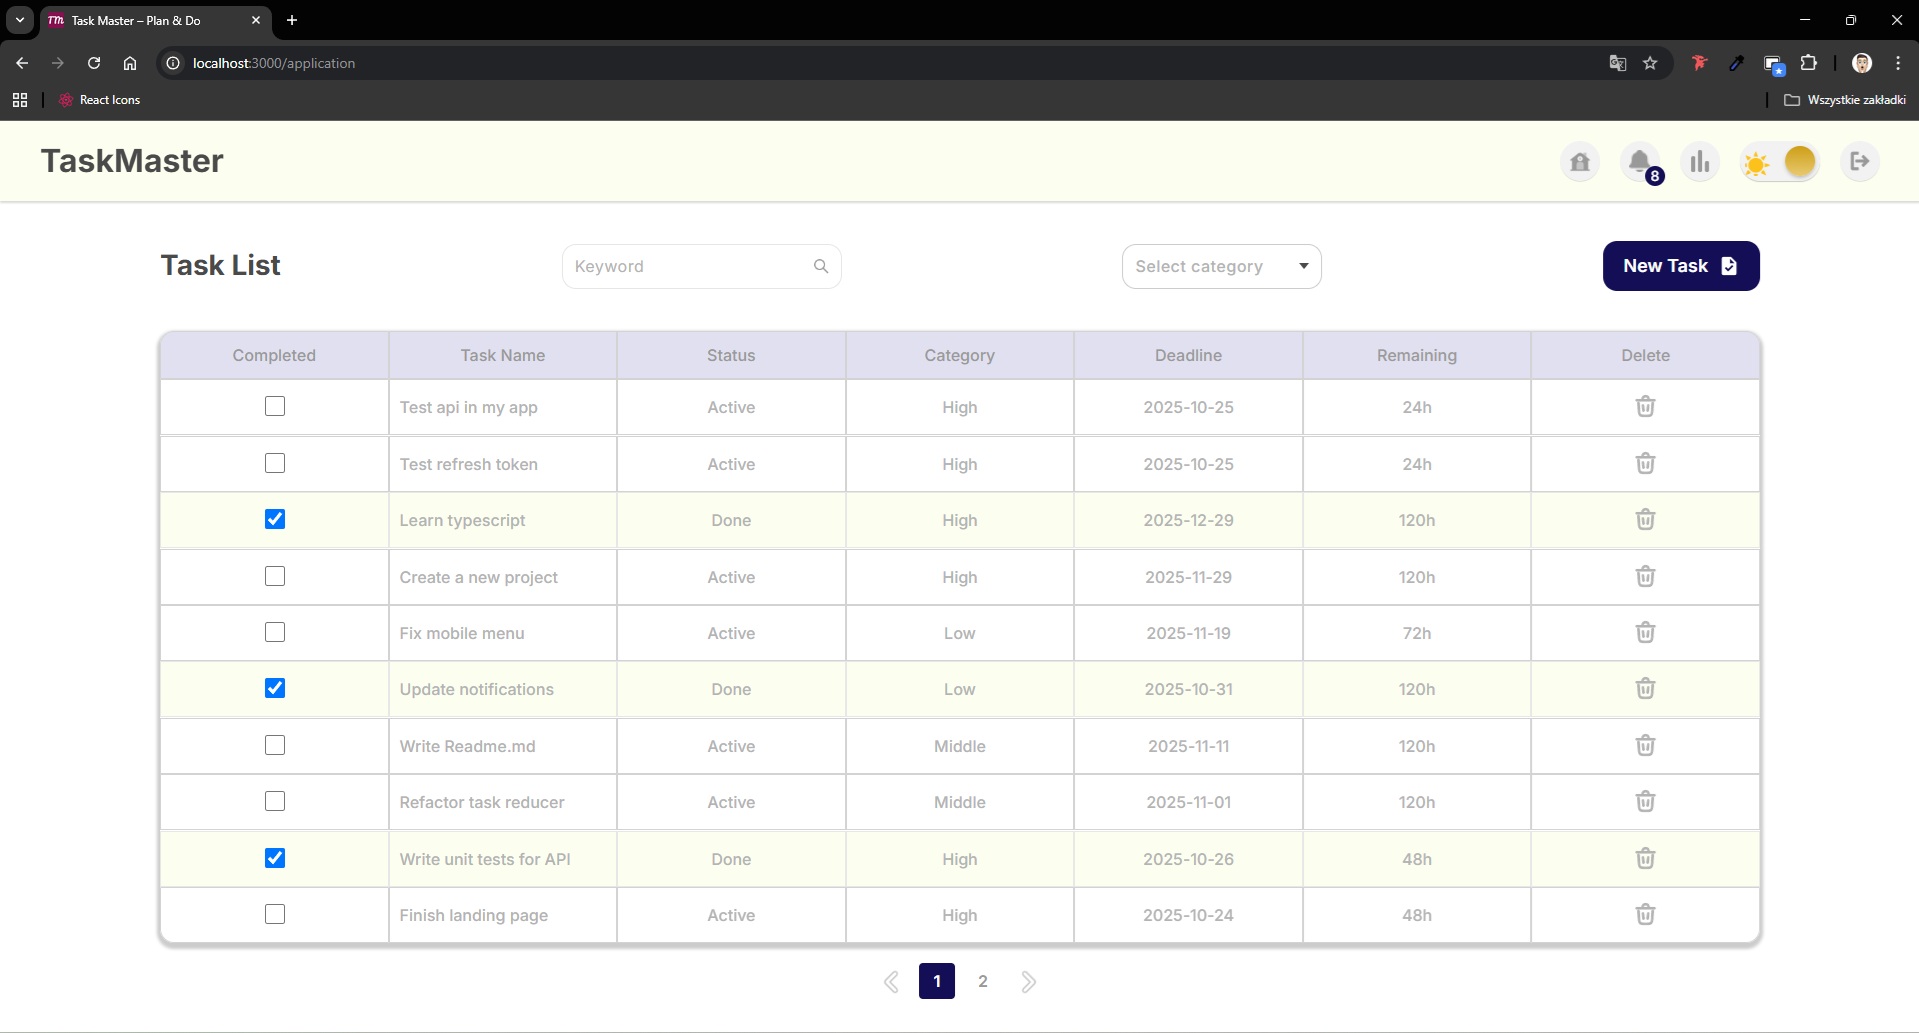 Task Master – Plan & Do
localhost:3000/application
React Icons
Wszystkie zakładki
TaskMaster
8
Task List
Keyword
Select category
New Task
Completed Task Name Status Category Deadline Remaining Delete
Test api in my app Active High 2025-10-25 24h
Test refresh token Active High 2025-10-25 24h
Learn typescript Done High 2025-12-29 120h
Create a new project Active High 2025-11-29 120h
Fix mobile menu Active Low 2025-11-19 72h
Update notifications Done Low 2025-10-31 120h
Write Readme.md Active Middle 2025-11-11 120h
Refactor task reducer Active Middle 2025-11-01 120h
Write unit tests for API Done High 2025-10-26 48h
Finish landing page Active High 2025-10-24 48h
1 2